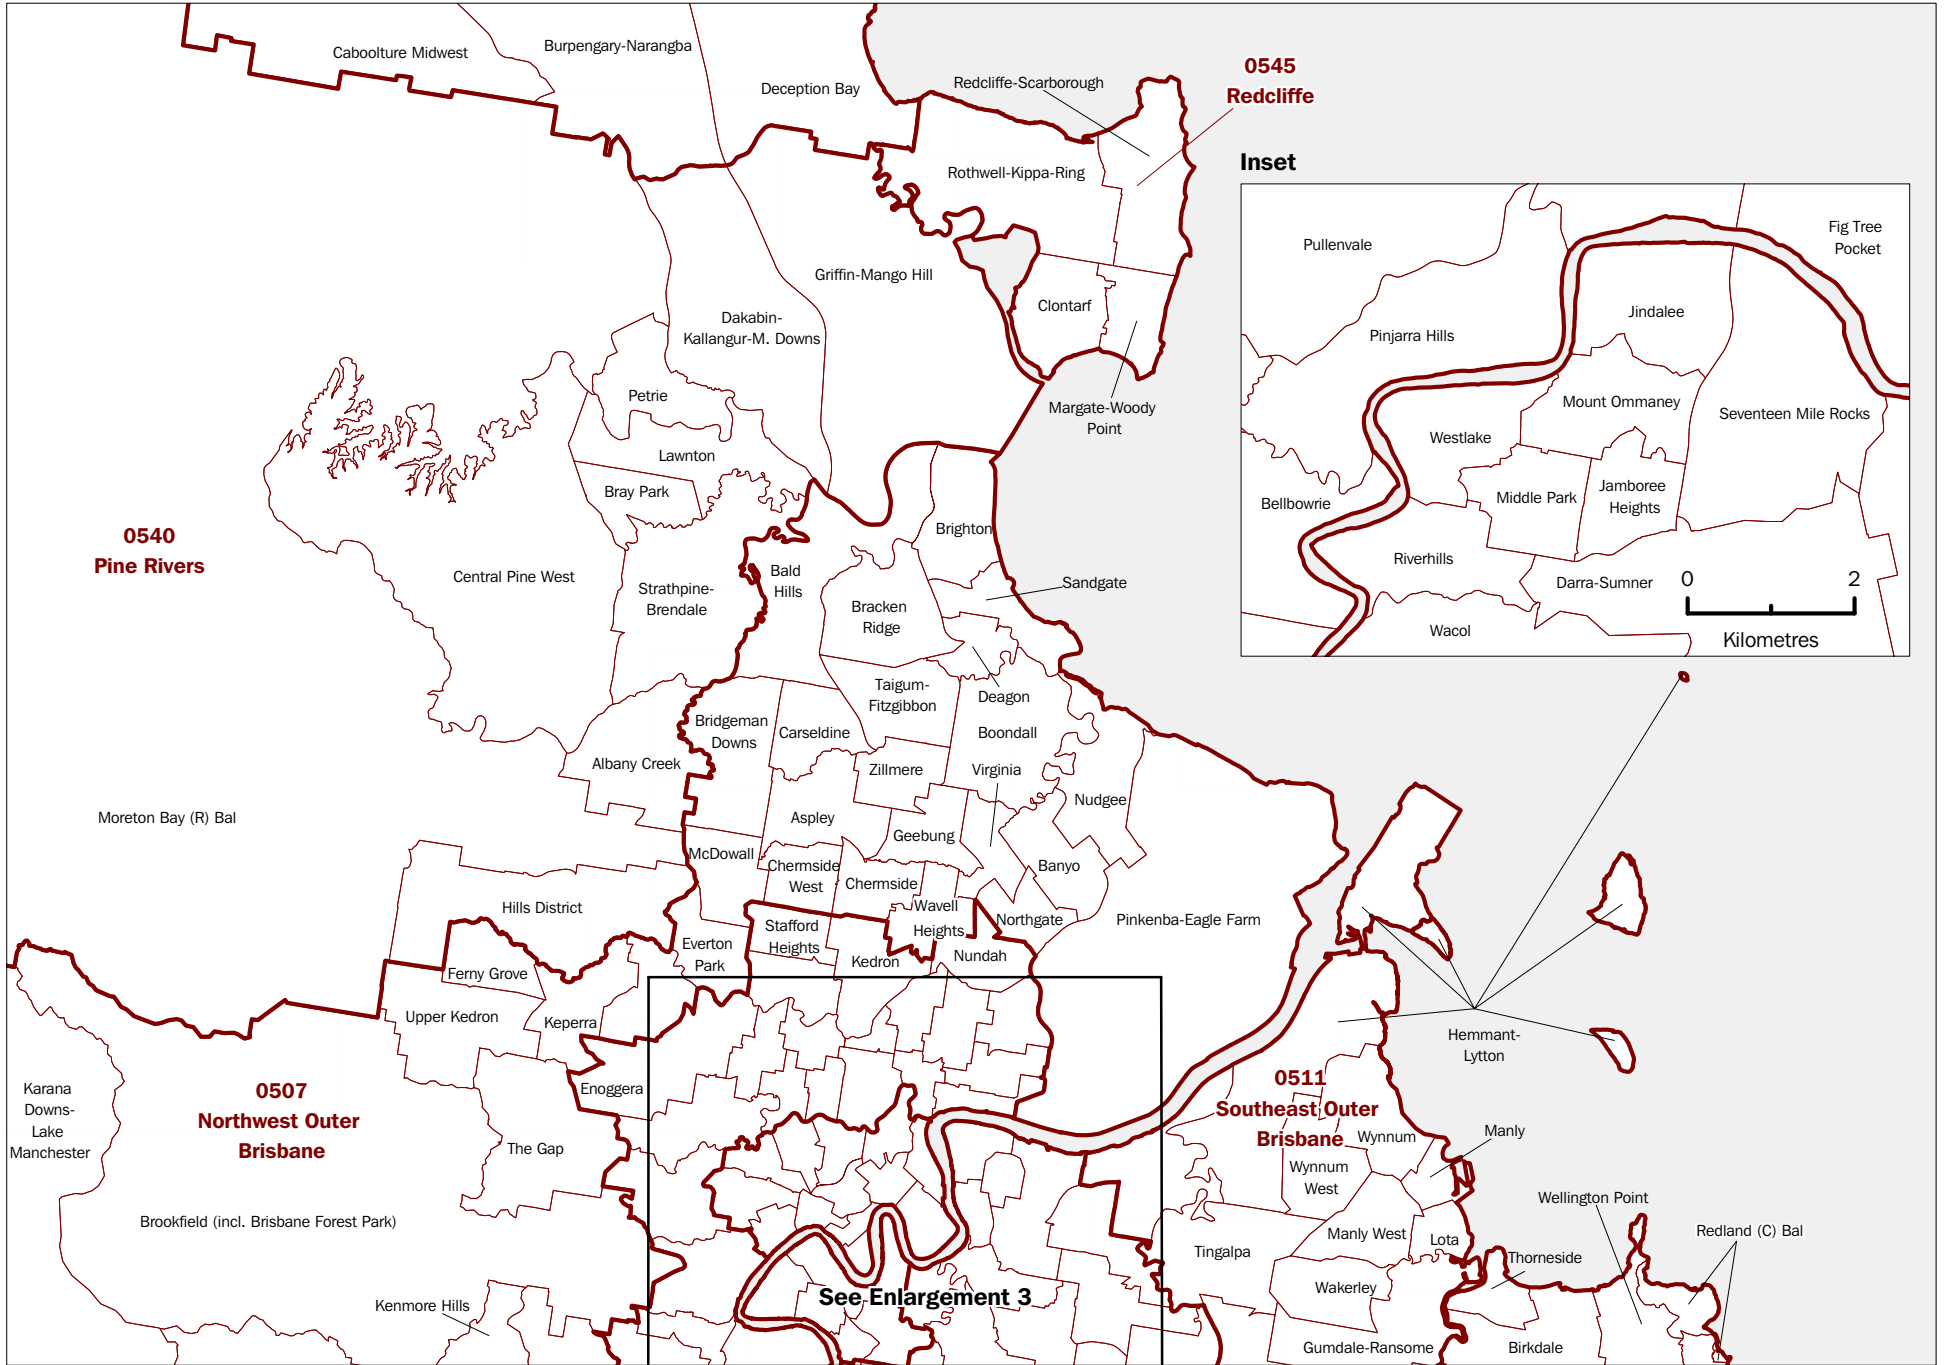 Caboolture Midwest
Burpengary-Narangba
Deception Bay
Redcliffe-Scarborough
0545
Redcliffe
Rothwell-Kippa-Ring
Griffin-Mango Hill
Clontarf
Dakabin-
Kallangur-M. Downs
Margate-Woody
Point
Petrie
Lawnton
Bray Park
0540
Pine Rivers
Central Pine West
Strathpine-
Brendale
Bald
Hills
Brighton
Sandgate
Bracken
Ridge
Deagon
Taigum-
Fitzgibbon
Bridgeman
Downs
Carseldine
Boondall
Albany Creek
Zillmere
Virginia
Nudgee
Moreton Bay (R) Bal
Aspley
Geebung
McDowall
Chermside
West
Chermside
Banyo
Hills District
Wavell
Heights
Northgate
Pinkenba-Eagle Farm
Stafford
Heights
Everton
Park
Kedron
Nundah
Ferny Grove
Upper Kedron
Keperra
Hemmant-
Lytton
Enoggera
Karana
Downs-
Lake
Manchester
0507
Northwest Outer
Brisbane
0511
Southeast Outer
Brisbane
The Gap
Wynnum
Manly
Wynnum
West
Brookfield (incl. Brisbane Forest Park)
Wellington Point
Manly West
Lota
Redland (C) Bal
Tingalpa
Thorneside
Wakerley
See Enlargement 3
Kenmore Hills
Gumdale-Ransome
Birkdale
Inset
Pullenvale
Fig Tree
Pocket
Jindalee
Pinjarra Hills
Mount Ommaney
Seventeen Mile Rocks
Westlake
Middle Park
Jamboree
Heights
Bellbowrie
Riverhills
Darra-Sumner
Wacol
0 2
Kilometres